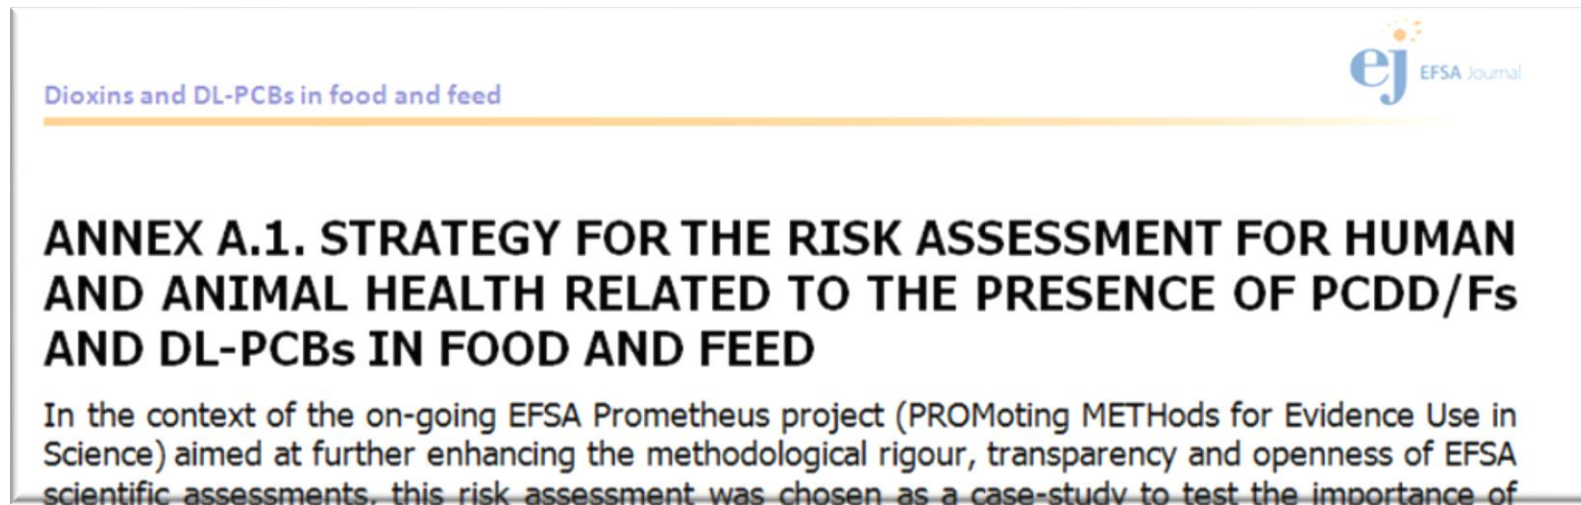 Dioxins and DL-PCBs in food and feed
ej EFSA Journal
ANNEX A.1. STRATEGY FOR THE RISK ASSESSMENT FOR HUMAN
AND ANIMAL HEALTH RELATED TO THE PRESENCE OF PCDD/Fs
AND DL-PCBs IN FOOD AND FEED
In the context of the on-going EFSA Prometheus project (PROMoting METHods for Evidence Use in
Science) aimed at further enhancing the methodological rigour, transparency and openness of EFSA
scientific assessments, this risk assessment was chosen as a case-study to test the importance of